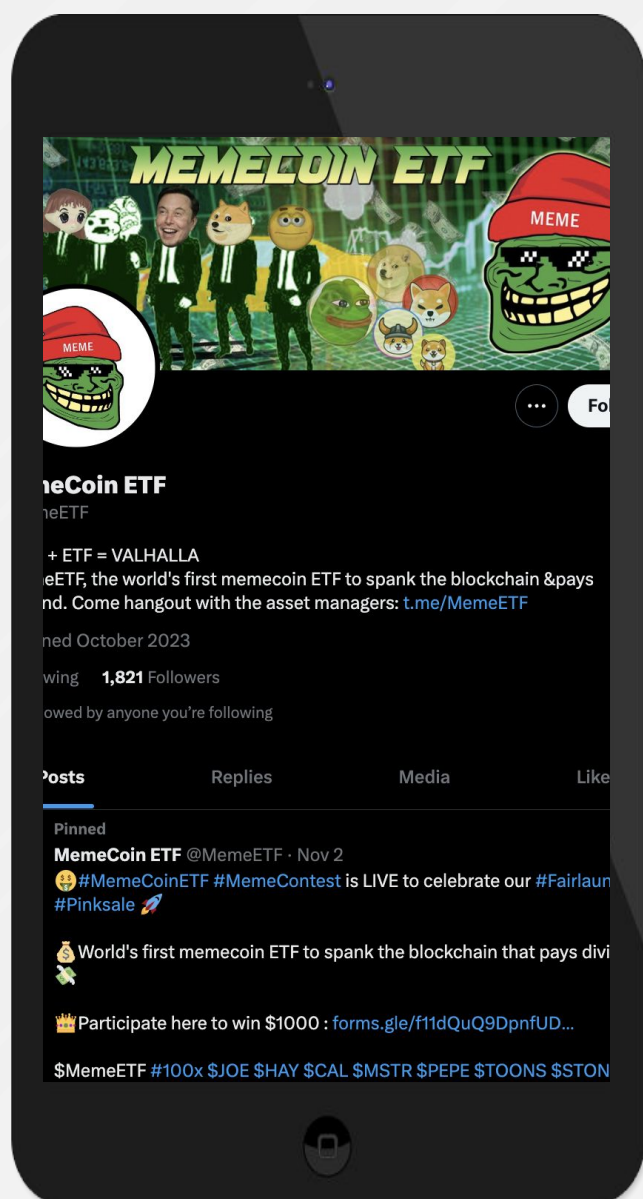 MEMECOIN ETF
MEME
MEME
Fol
neCoin ETF
neETF
+ ETF = VALHALLA
eETF, the world's first memecoin ETF to spank the blockchain &pays
nd. Come hangout with the asset managers: t.me/MemeETF
ned October 2023
wing 1,821 Followers
owed by anyone you're following
Posts Replies Media Like
Pinned
MemeCoin ETF @MemeETF · Nov 2
🤑#MemeCoinETF #MemeContest is LIVE to celebrate our #Fairlaun
#Pinksale 🚀
💰World's first memecoin ETF to spank the blockchain that pays divi
💸
👑Participate here to win $1000 : forms.gle/f11dQuQ9DpnfUD...
$MemeETF #100x $JOE $HAY $CAL $MSTR $PEPE $TOONS $STON